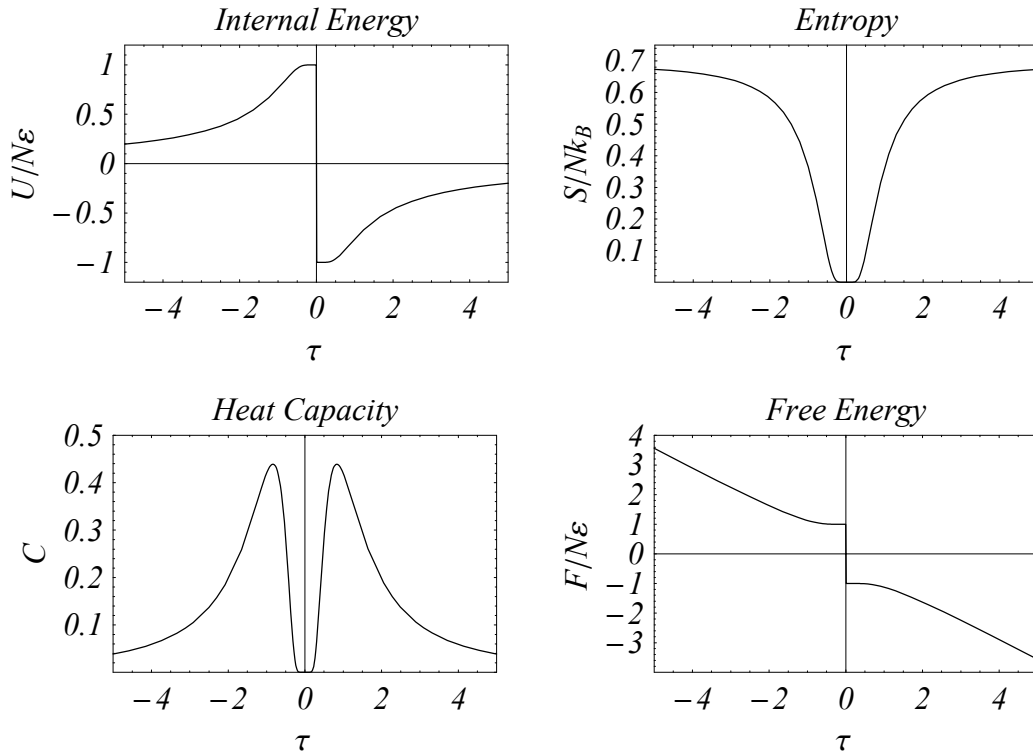 Internal Energy
1
0.5
0
−0.5
−1
U/Nε
−4 −2 0 2 4
τ
Entropy
0.7
0.6
0.5
0.4
0.3
0.2
0.1
S/Nk_B
−4 −2 0 2 4
τ
Heat Capacity
0.5
0.4
0.3
0.2
0.1
C
−4 −2 0 2 4
τ
Free Energy
4
3
2
1
0
−1
−2
−3
F/Nε
−4 −2 0 2 4
τ